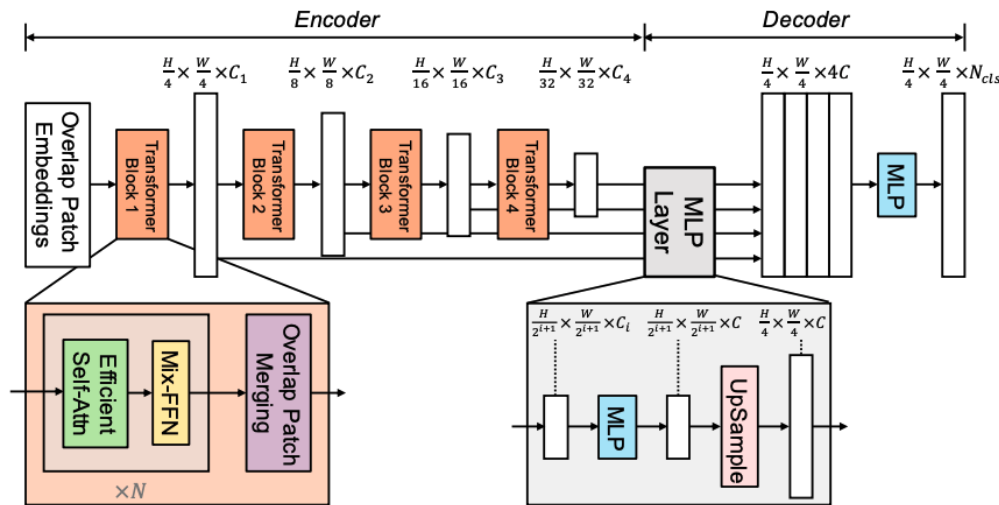 Encoder
Decoder
H/4 × W/4 × C₁
H/8 × W/8 × C₂
H/16 × W/16 × C₃
H/32 × W/32 × C₄
H/4 × W/4 × 4C
H/4 × W/4 × N_cls
Overlap Patch
Embeddings
Transformer
Block 1
Transformer
Block 2
Transformer
Block 3
Transformer
Block 4
MLP
Layer
MLP
Efficient
Self-Attn
Mix-FFN
×N
Overlap Patch
Merging
H/2^{i+1} × W/2^{i+1} × C_i
H/2^{i+1} × W/2^{i+1} × C
H/4 × W/4 × C
MLP
UpSample